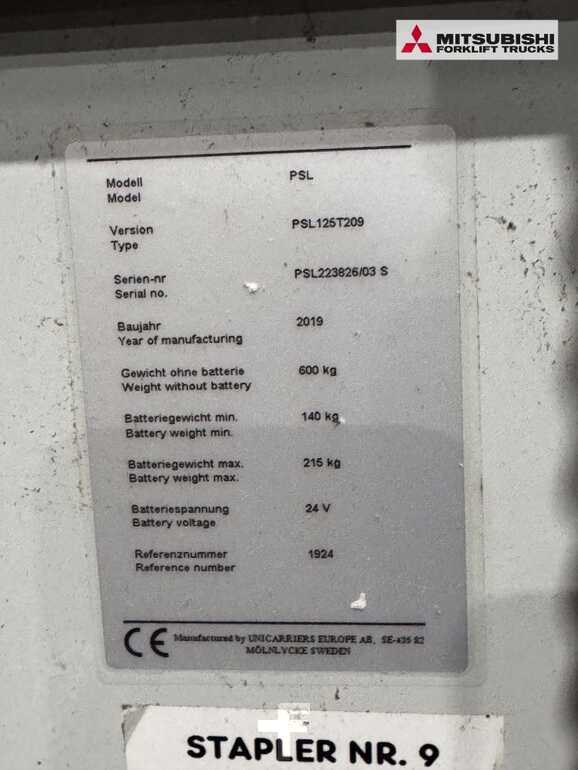 MITSUBISHI
FORKLIFT TRUCKS
Modell PSL
Model
Version PSL125T209
Type
Serien-nr PSL223826/03 S
Serial no.
Baujahr 2019
Year of manufacturing
Gewicht ohne batterie 600 kg
Weight without battery
Batteriegewicht min. 140 kg
Battery weight min.
Batteriegewicht max. 215 kg
Battery weight max.
Batteriespannung 24 V
Battery voltage
Referenznummer 1924
Reference number
CE Manufactured by UNICARRIERS EUROPE AB, SE-435 82
MÖLNLYCKE SWEDEN
STAPLER NR. 9